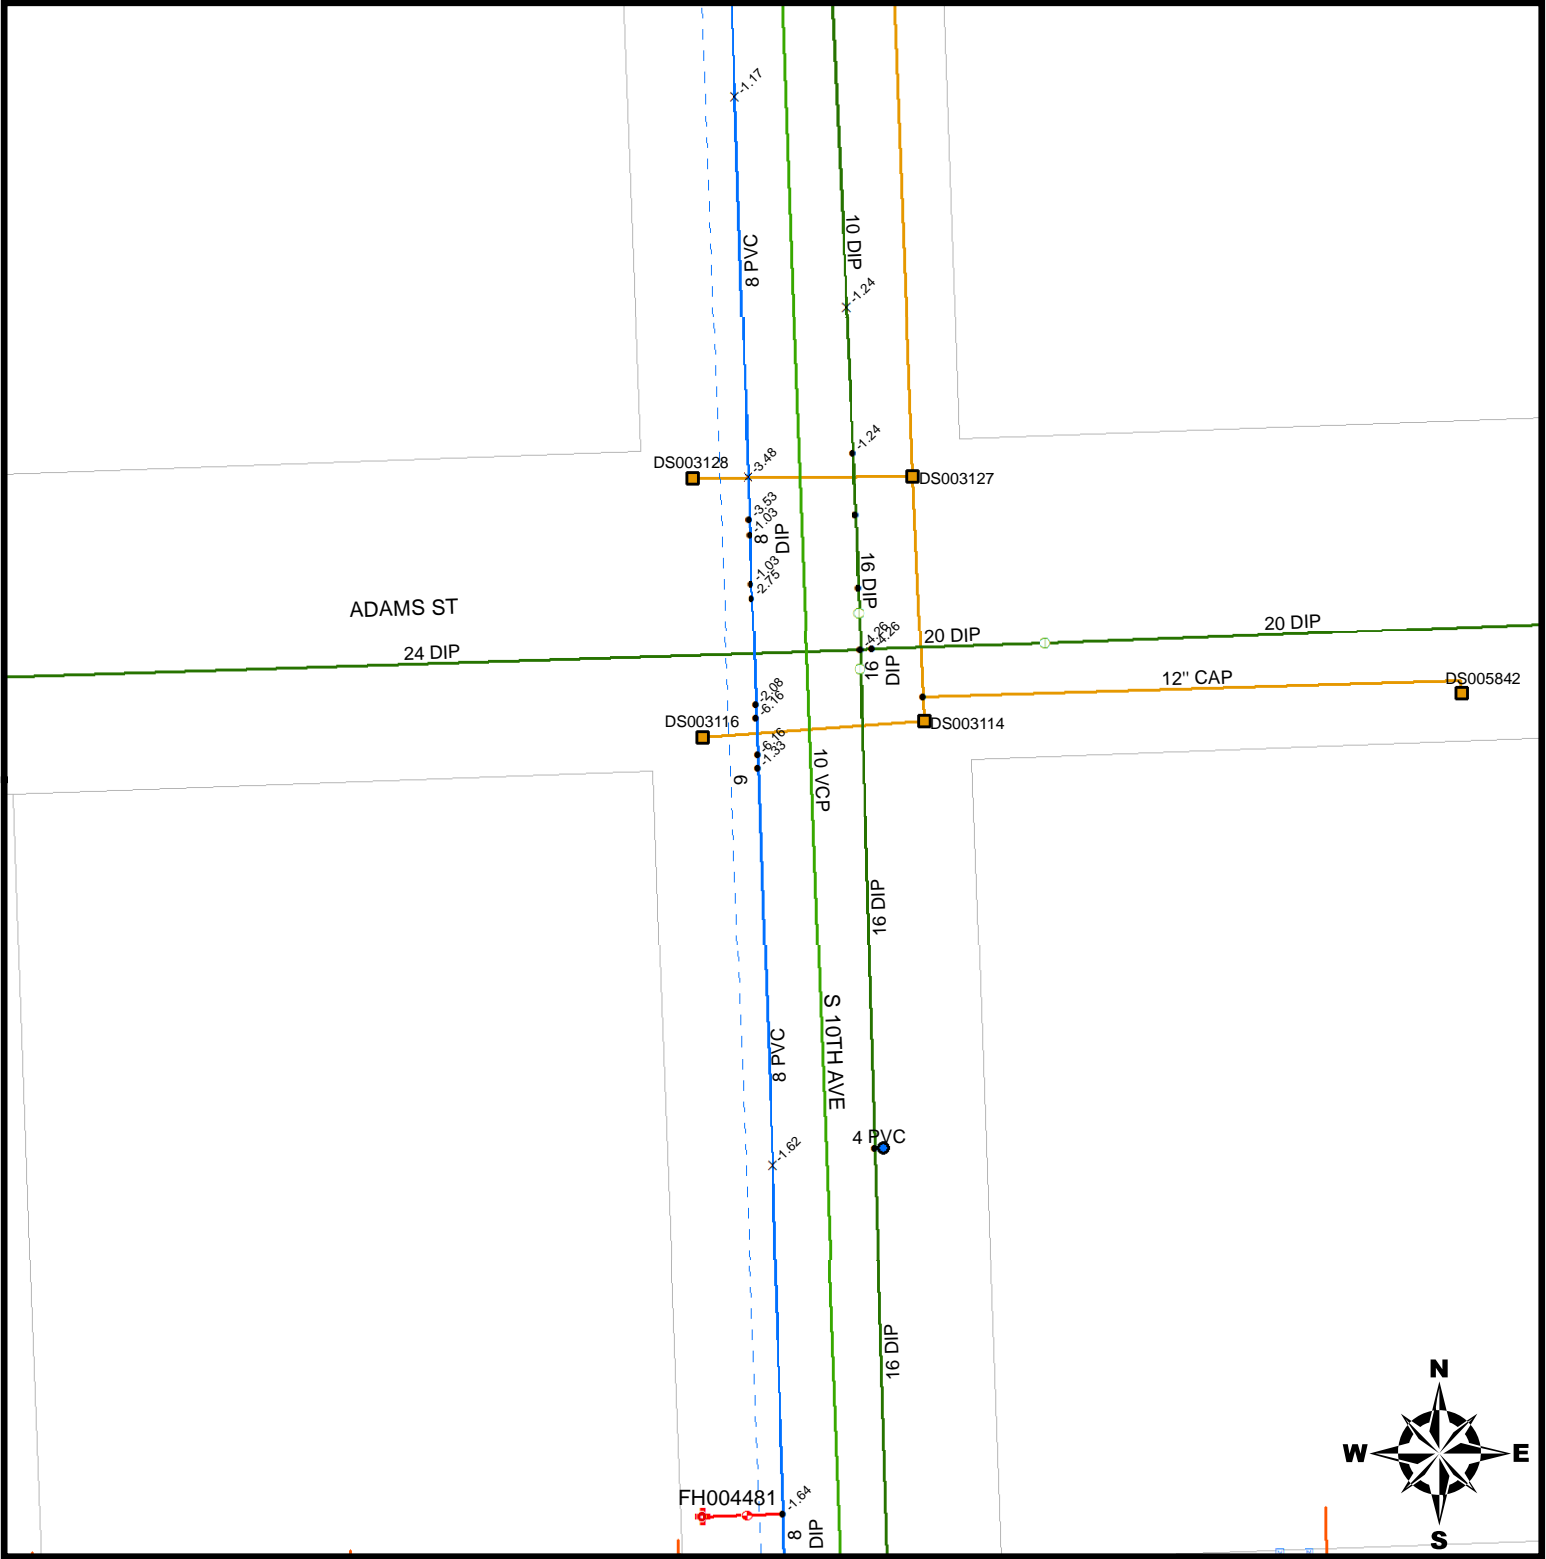 -1.17
8 PVC
10 DIP
-1.24
-1.24
-3.48
DS003128
DS003127
-3.53
-1.03
8
DIP
-1.03
-2.75
16 DIP
ADAMS ST
24 DIP
-4.26
-4.26
20 DIP
20 DIP
16
DIP
12" CAP
DS005842
-2.08
-6.16
DS003116
DS003114
-6.16
-1.33
6
10 VCP
16 DIP
S 10TH AVE
8 PVC
4 PVC
-1.62
16 DIP
N
W
E
S
FH004481
-1.64
8
DIP